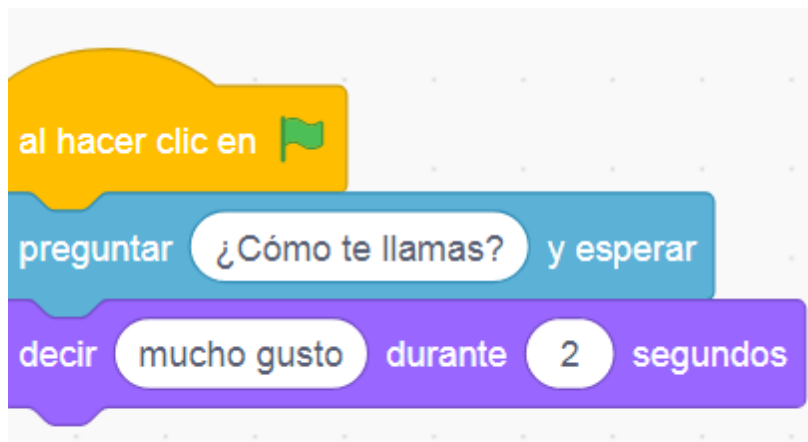 al hacer clic en
preguntar ¿Cómo te llamas? y esperar
decir mucho gusto durante 2 segundos